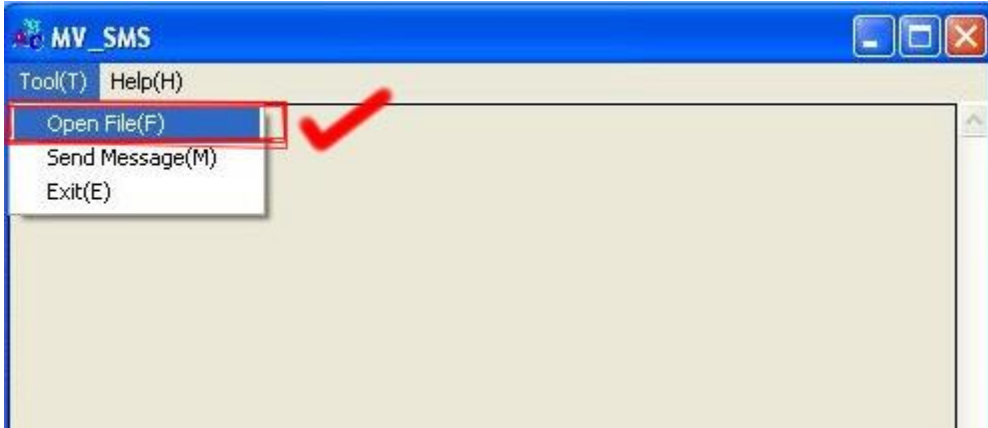 MV_SMS
Tool(T) Help(H)
Open File(F)
Send Message(M)
Exit(E)